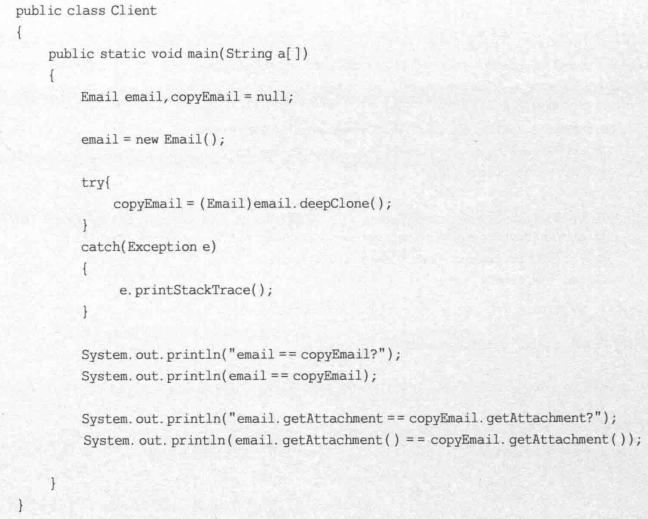 public class Client
{
    public static void main(String a[])
    {
        Email email,copyEmail = null;

        email = new Email();

        try{
            copyEmail = (Email)email.deepClone();
        }
        catch(Exception e)
        {
            e.printStackTrace();
        }

        System.out.println("email == copyEmail?");
        System.out.println(email == copyEmail);

        System.out.println("email.getAttachment == copyEmail.getAttachment?");
        System.out.println(email.getAttachment() == copyEmail.getAttachment());

    }
}